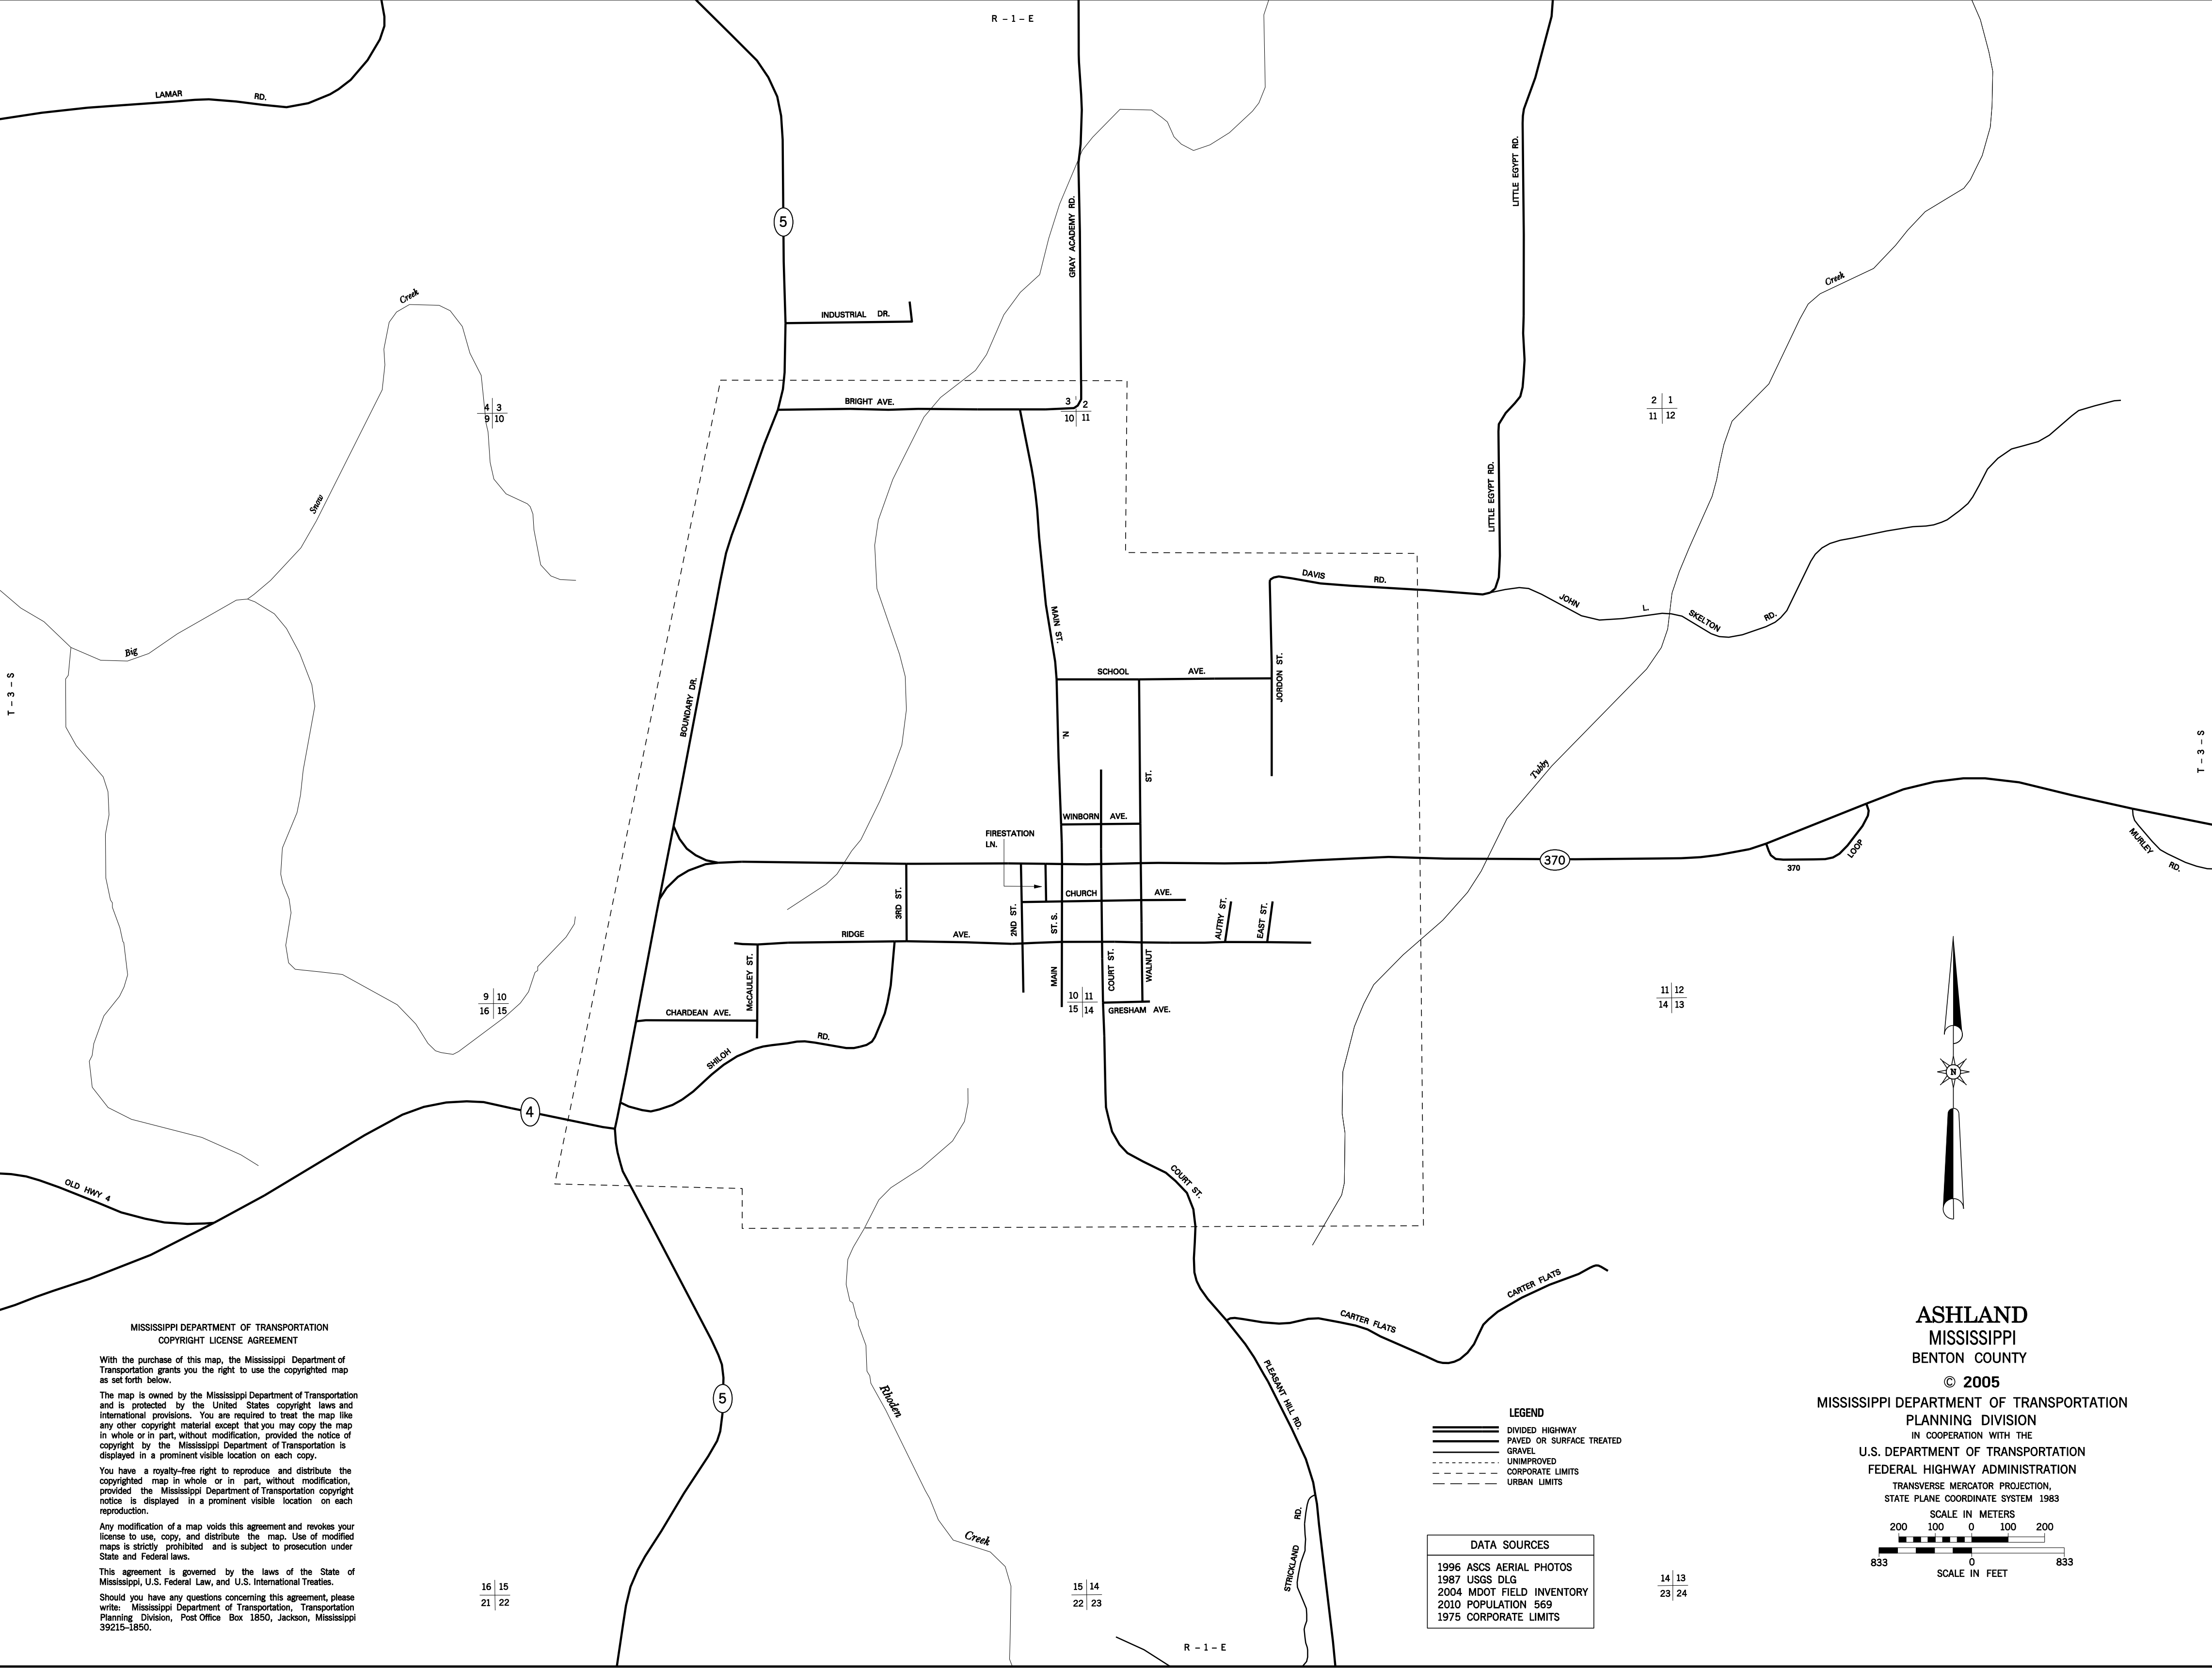 R – 1 – E
LAMAR RD.
5
GRAY ACADEMY RD.
LITTLE EGYPT RD.
Creek
Creek
INDUSTRIAL DR.
BRIGHT AVE.
4 3
9 10
3 2
10 11
2 1
11 12
LITTLE EGYPT RD.
Snow
DAVIS RD.
JOHN L. SKELTON RD.
MAIN ST.
Big
SCHOOL AVE.
JORDON ST.
BOUNDARY DR.
T – 3 – S
T – 3 – S
N.
ST.
Tubby
WINBORN AVE.
FIRESTATION
LN.
370
370 LOOP
MURLEY RD.
CHURCH AVE.
3RD ST.
2ND ST.
ST. S.
AUTRY ST.
EAST ST.
RIDGE AVE.
McCAULEY ST.
MAIN
COURT ST.
WALNUT
9 10
16 15
10 11
15 14
11 12
14 13
CHARDEAN AVE.
GRESHAM AVE.
SHILOH RD.
N
4
OLD HWY 4
COURT ST.
CARTER FLATS
CARTER FLATS
PLEASANT HILL RD.
5
Rhoden
Creek
STRICKLAND RD.
16 15
21 22
15 14
22 23
14 13
23 24
R – 1 – E
MISSISSIPPI DEPARTMENT OF TRANSPORTATION
COPYRIGHT LICENSE AGREEMENT
With the purchase of this map, the Mississippi Department of
Transportation grants you the right to use the copyrighted map
as set forth below.
The map is owned by the Mississippi Department of Transportation
and is protected by the United States copyright laws and
international provisions. You are required to treat the map like
any other copyright material except that you may copy the map
in whole or in part, without modification, provided the notice of
copyright by the Mississippi Department of Transportation is
displayed in a prominent visible location on each copy.
You have a royalty–free right to reproduce and distribute the
copyrighted map in whole or in part, without modification,
provided the Mississippi Department of Transportation copyright
notice is displayed in a prominent visible location on each
reproduction.
Any modification of a map voids this agreement and revokes your
license to use, copy, and distribute the map. Use of modified
maps is strictly prohibited and is subject to prosecution under
State and Federal laws.
This agreement is governed by the laws of the State of
Mississippi, U.S. Federal Law, and U.S. International Treaties.
Should you have any questions concerning this agreement, please
write: Mississippi Department of Transportation, Transportation
Planning Division, Post Office Box 1850, Jackson, Mississippi
39215–1850.
LEGEND
DIVIDED HIGHWAY
PAVED OR SURFACE TREATED
GRAVEL
UNIMPROVED
CORPORATE LIMITS
URBAN LIMITS
DATA SOURCES
1996 ASCS AERIAL PHOTOS
1987 USGS DLG
2004 MDOT FIELD INVENTORY
2010 POPULATION 569
1975 CORPORATE LIMITS
ASHLAND
MISSISSIPPI
BENTON COUNTY
© 2005
MISSISSIPPI DEPARTMENT OF TRANSPORTATION
PLANNING DIVISION
IN COOPERATION WITH THE
U.S. DEPARTMENT OF TRANSPORTATION
FEDERAL HIGHWAY ADMINISTRATION
TRANSVERSE MERCATOR PROJECTION,
STATE PLANE COORDINATE SYSTEM 1983
SCALE IN METERS
200 100 0 100 200
833 0 833
SCALE IN FEET